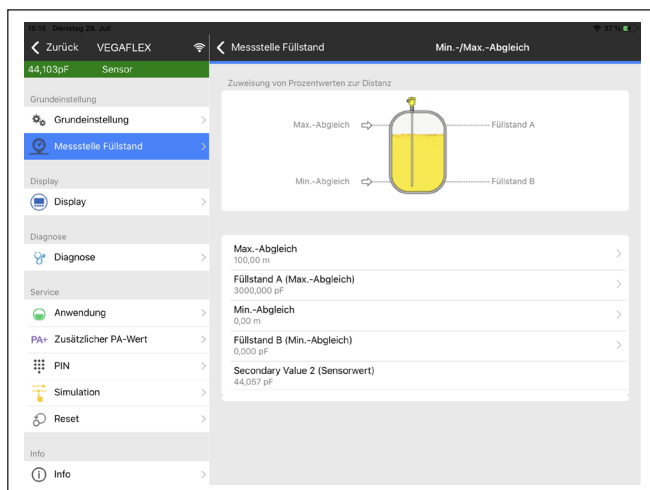 15:15 Dienstag 28. Juli
37 %
Zurück VEGAFLEX
44,103pF Sensor
Grundeinstellung
Grundeinstellung
Messstelle Füllstand
Display
Display
Diagnose
Diagnose
Service
Anwendung
PA+ Zusätzlicher PA-Wert
PIN
Simulation
Reset
Info
Info
Messstelle Füllstand
Min.-/Max.-Abgleich
Zuweisung von Prozentwerten zur Distanz
Max.-Abgleich
Füllstand A
Min.-Abgleich
Füllstand B
Max.-Abgleich
100,00 m
Füllstand A (Max.-Abgleich)
3000,000 pF
Min.-Abgleich
0,00 m
Füllstand B (Min.-Abgleich)
0,000 pF
Secondary Value 2 (Sensorwert)
44,057 pF